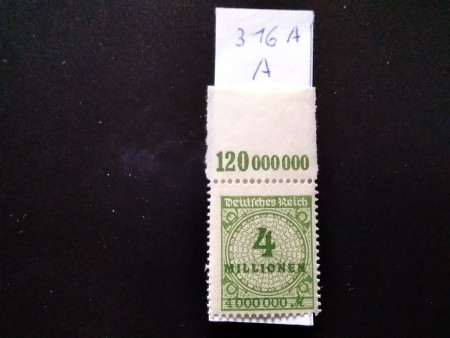 316 A
A
120 000 000
Deutsches Reich
4
MILLIONEN
4 000 000 M